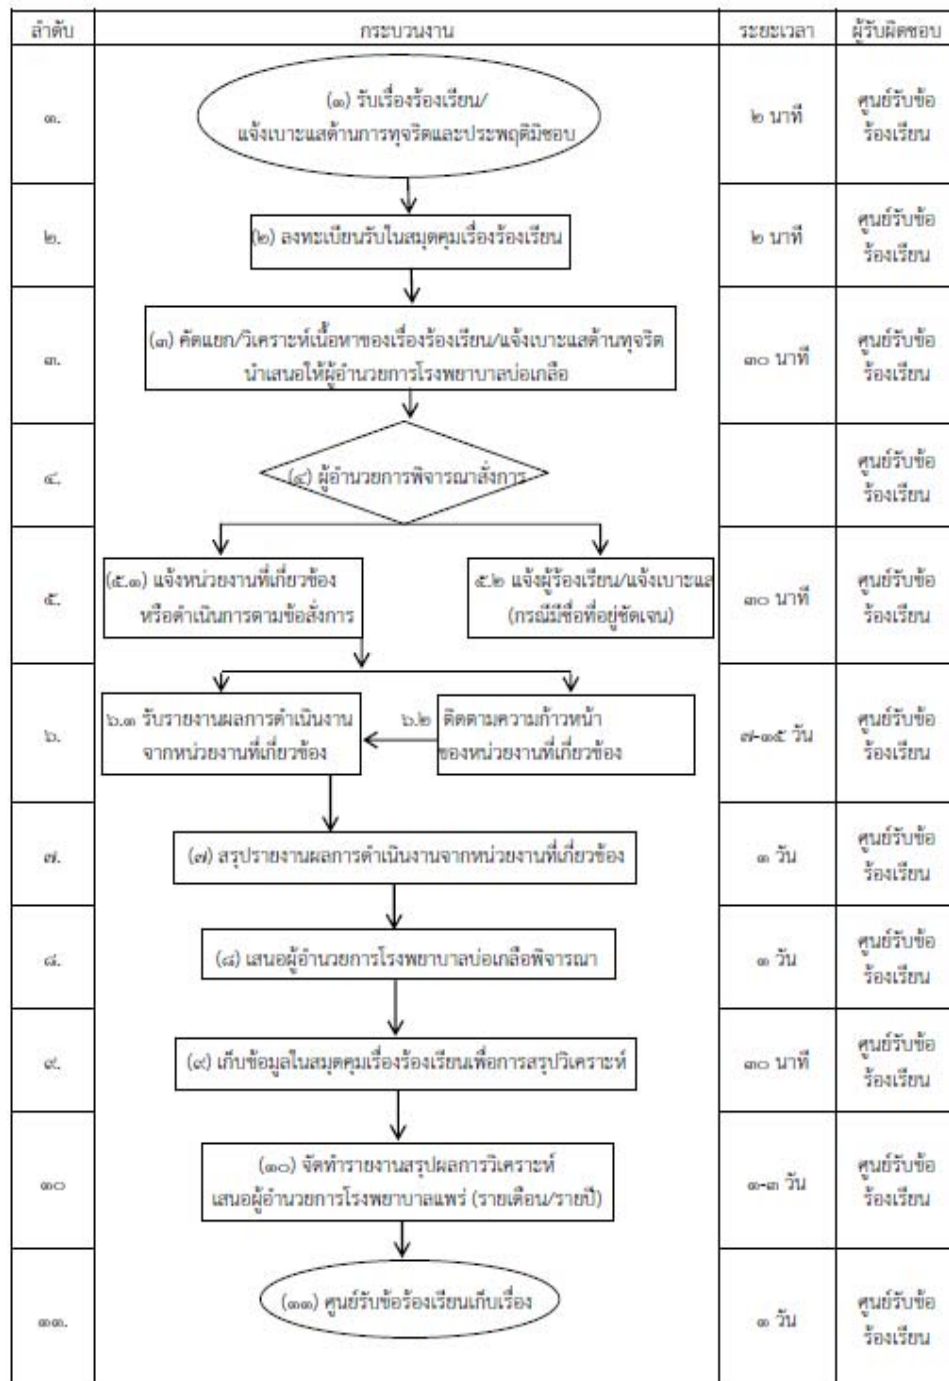 ลำดับ กระบวนงาน ระยะเวลา ผู้รับผิดชอบ
๑. (๑) รับเรื่องร้องเรียน/ ๒ นาที ศูนย์รับข้อ
แจ้งเบาะแสด้านการทุจริตและประพฤติมิชอบ ร้องเรียน
๒. (๒) ลงทะเบียนรับในสมุดคุมเรื่องร้องเรียน ๒ นาที ศูนย์รับข้อ
ร้องเรียน
๓. (๓) คัดแยก/วิเคราะห์เนื้อหาของเรื่องร้องเรียน/แจ้งเบาะแสด้านทุจริต ๓๐ นาที ศูนย์รับข้อ
นำเสนอให้ผู้อำนวยการโรงพยาบาลบ่อเกลือ ร้องเรียน
๔. (๔) ผู้อำนวยการพิจารณาสั่งการ ศูนย์รับข้อ
ร้องเรียน
๕. (๕.๑) แจ้งหน่วยงานที่เกี่ยวข้อง ๕.๒ แจ้งผู้ร้องเรียน/แจ้งเบาะแส ๓๐ นาที ศูนย์รับข้อ
หรือดำเนินการตามข้อสั่งการ (กรณีมีชื่อที่อยู่ชัดเจน) ร้องเรียน
๖. ๖.๑ รับรายงานผลการดำเนินงาน ๖.๒ ติดตามความก้าวหน้า ๗-๑๕ วัน ศูนย์รับข้อ
จากหน่วยงานที่เกี่ยวข้อง ของหน่วยงานที่เกี่ยวข้อง ร้องเรียน
๗. (๗) สรุปรายงานผลการดำเนินงานจากหน่วยงานที่เกี่ยวข้อง ๑ วัน ศูนย์รับข้อ
ร้องเรียน
๘. (๘) เสนอผู้อำนวยการโรงพยาบาลบ่อเกลือพิจารณา ๑ วัน ศูนย์รับข้อ
ร้องเรียน
๙. (๙) เก็บข้อมูลในสมุดคุมเรื่องร้องเรียนเพื่อการสรุปวิเคราะห์ ๓๐ นาที ศูนย์รับข้อ
ร้องเรียน
๑๐ (๑๐) จัดทำรายงานสรุปผลการวิเคราะห์ ๑-๓ วัน ศูนย์รับข้อ
เสนอผู้อำนวยการโรงพยาบาลแพร่ (รายเดือน/รายปี) ร้องเรียน
๑๑. (๑๑) ศูนย์รับข้อร้องเรียนเก็บเรื่อง ๑ วัน ศูนย์รับข้อ
ร้องเรียน